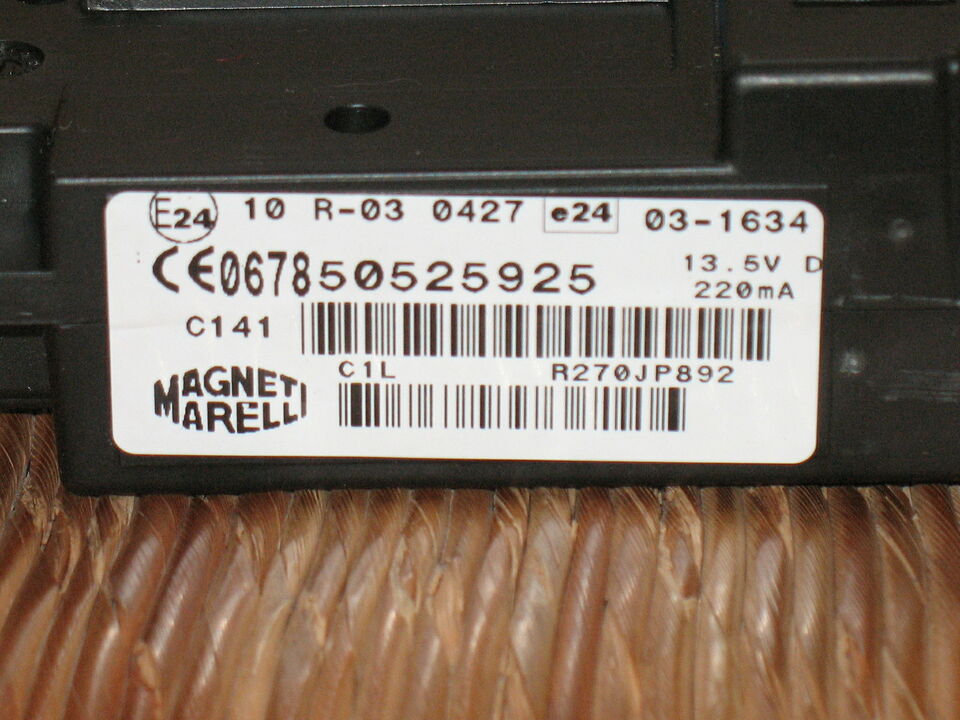 E24 10 R-03 0427 e24 03-1634
CE0678 50525925 13.5V D
220mA
C141
C1L R270JP892
MAGNETI
MARELLI